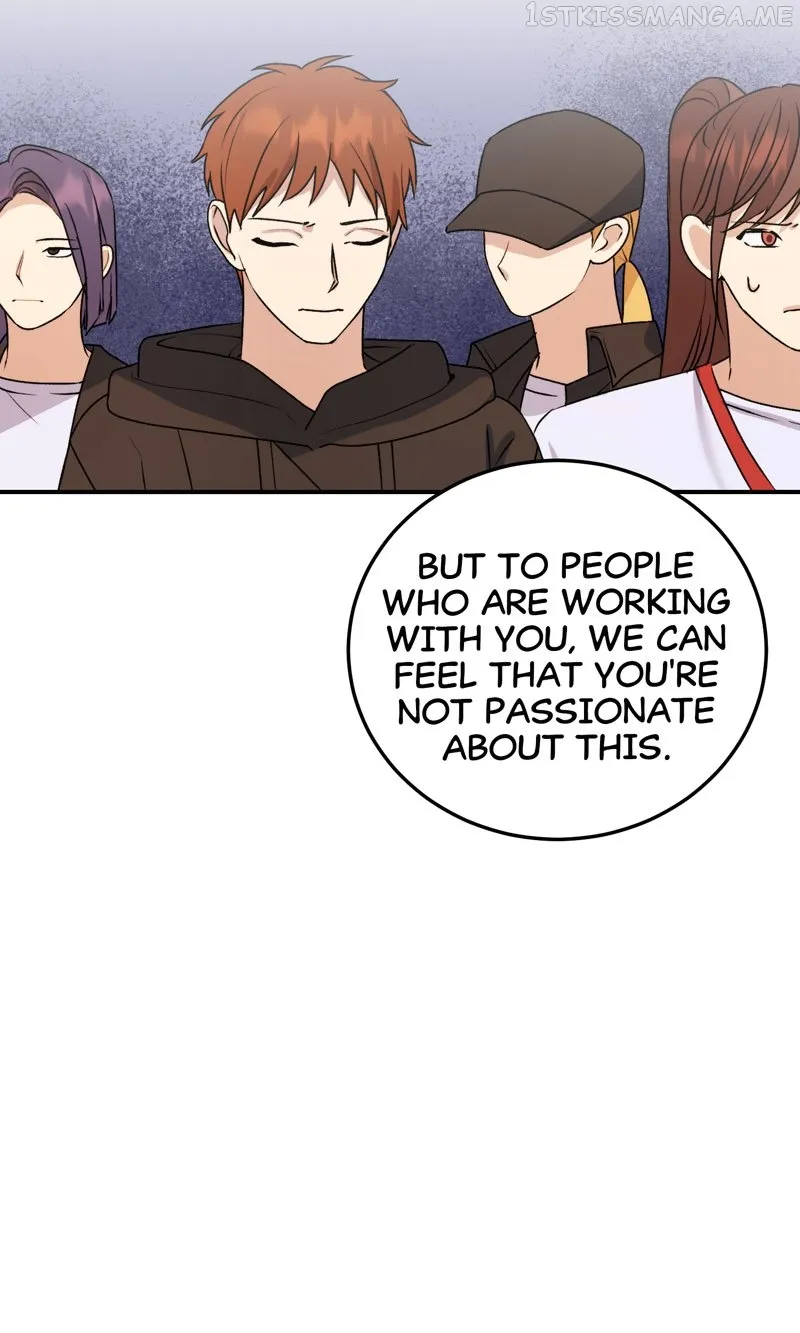 1STKISSMANGA.ME
BUT TO PEOPLE
WHO ARE WORKING
WITH YOU, WE CAN
FEEL THAT YOU'RE
NOT PASSIONATE
ABOUT THIS.